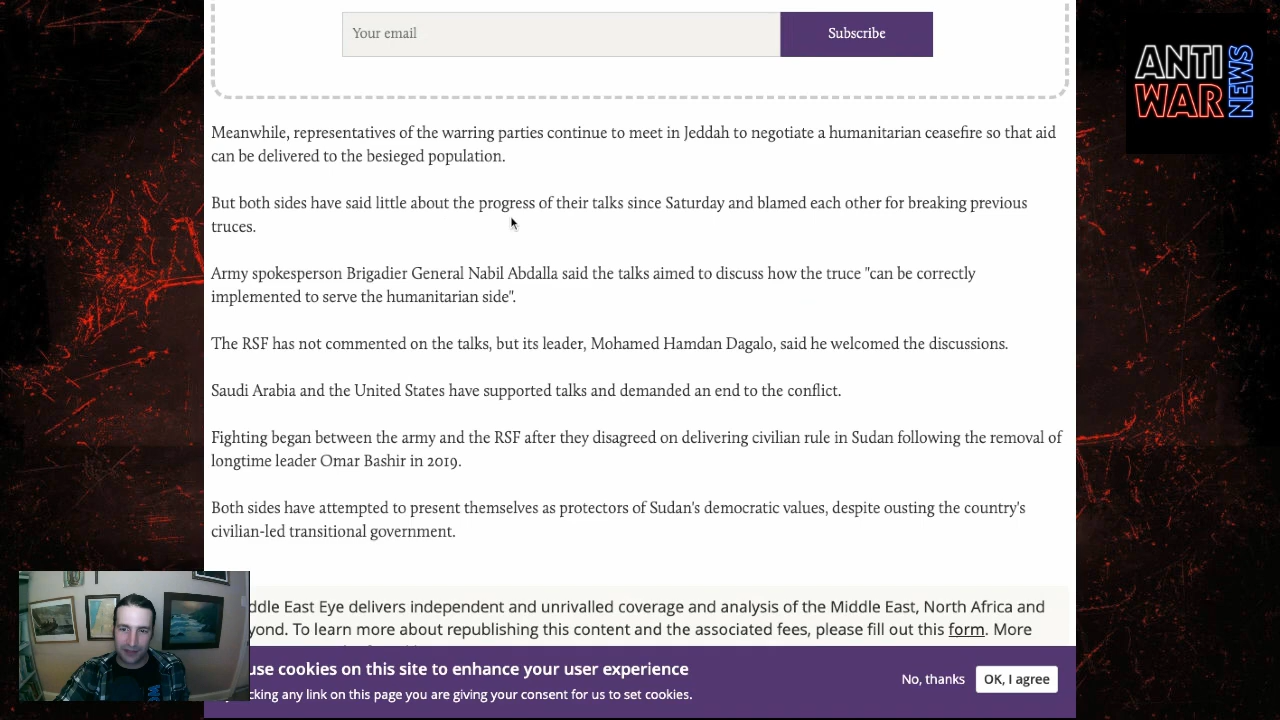 Your email
Subscribe
ANTI
WAR
NEWS
Meanwhile, representatives of the warring parties continue to meet in Jeddah to negotiate a humanitarian ceasefire so that aid
can be delivered to the besieged population.
But both sides have said little about the progress of their talks since Saturday and blamed each other for breaking previous
truces.
Army spokesperson Brigadier General Nabil Abdalla said the talks aimed to discuss how the truce "can be correctly
implemented to serve the humanitarian side".
The RSF has not commented on the talks, but its leader, Mohamed Hamdan Dagalo, said he welcomed the discussions.
Saudi Arabia and the United States have supported talks and demanded an end to the conflict.
Fighting began between the army and the RSF after they disagreed on delivering civilian rule in Sudan following the removal of
longtime leader Omar Bashir in 2019.
Both sides have attempted to present themselves as protectors of Sudan's democratic values, despite ousting the country's
civilian-led transitional government.
ddle East Eye delivers independent and unrivalled coverage and analysis of the Middle East, North Africa and
yond. To learn more about republishing this content and the associated fees, please fill out this form. More
use cookies on this site to enhance your user experience
cking any link on this page you are giving your consent for us to set cookies.
No, thanks
OK, I agree